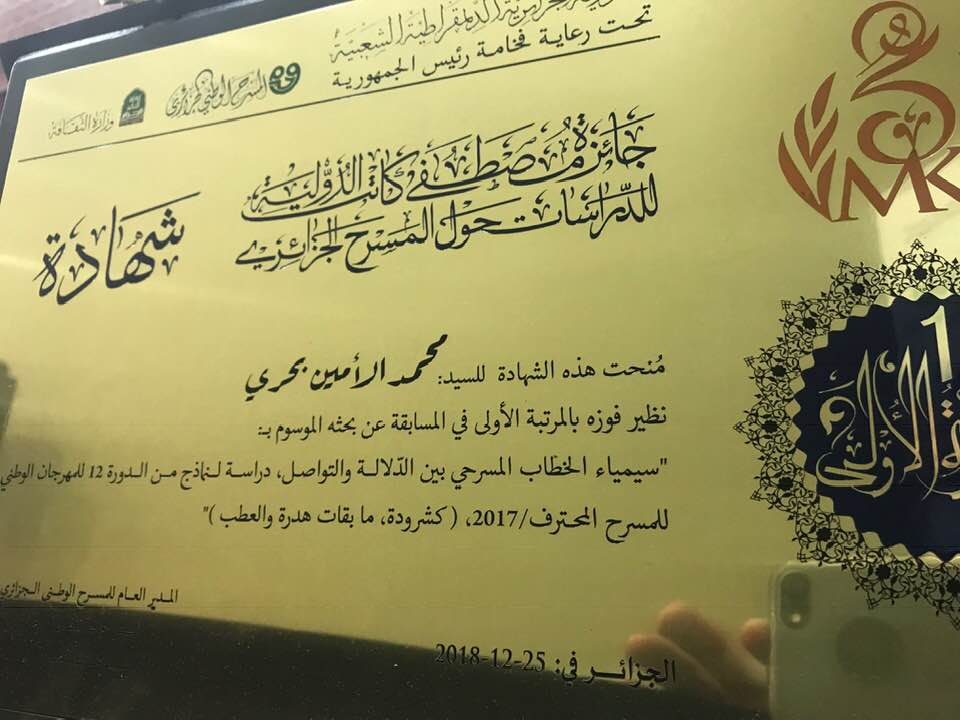 الجمهورية الجزائرية الديمقراطية الشعبية
تحت رعاية فخامة رئيس الجمهورية
المسرح الوطني الجزائري
وزارة الثقافة
جائزة مصطفى كاتب الدولية
للدراسات حول المسرح الجزائري
شهادة
MK
مُنحت هذه الشهادة للسيد: محمد الأمين بحري
نظير فوزه بالمرتبة الأولى في المسابقة عن بحثه الموسوم بـ:
"سيمياء الخطاب المسرحي بين الدّلالة والتواصل، دراسة لنماذج من الدورة 12 للمهرجان الوطني
للمسرح المحترف/2017، ( كشرودة، ما بقات هدرة والعطب )"
1
الأولى
المدير العام للمسرح الوطني الجزائري
الجزائر في: 25-12-2018